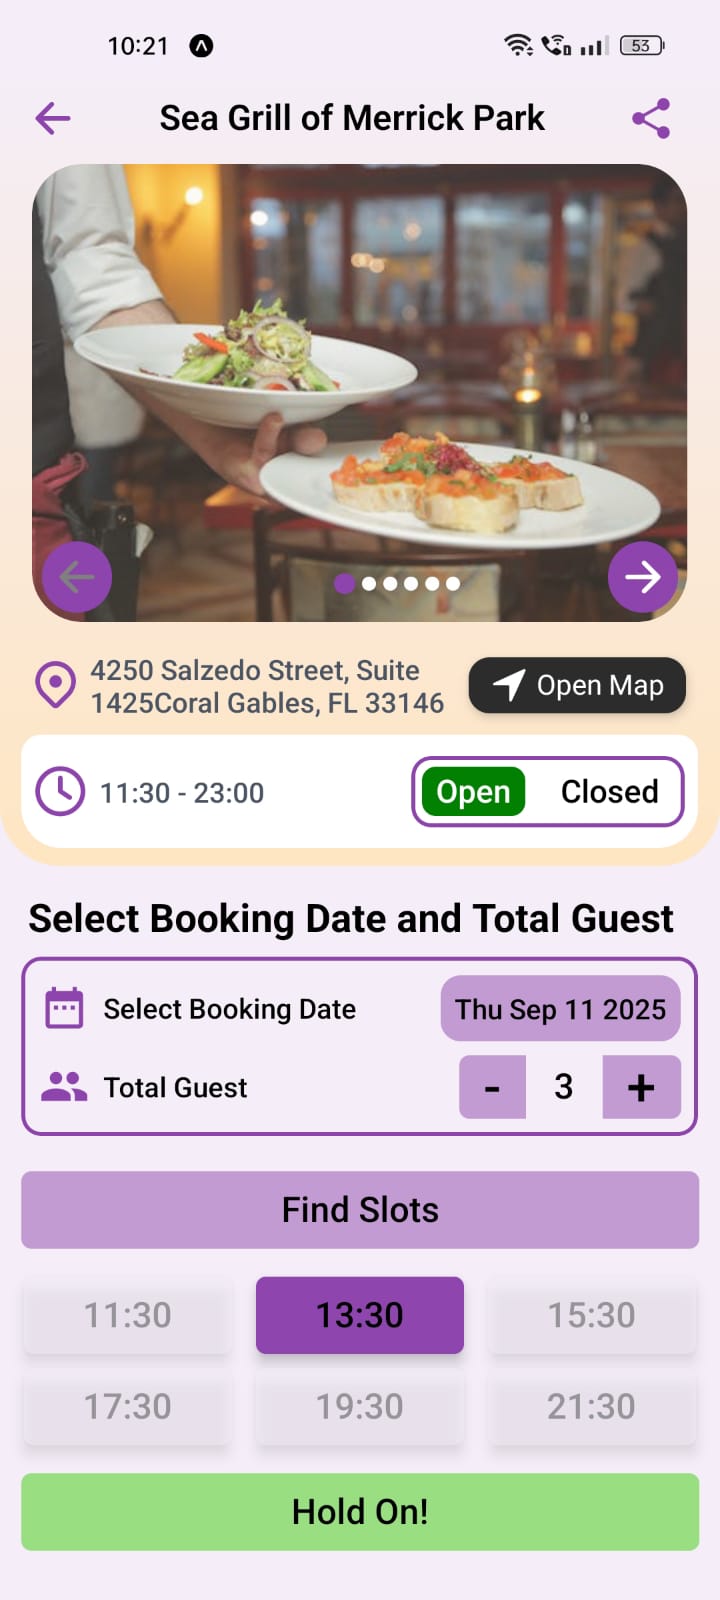 10:21
53
Sea Grill of Merrick Park
4250 Salzedo Street, Suite
1425Coral Gables, FL 33146
Open Map
11:30 - 23:00
Open Closed
Select Booking Date and Total Guest
Select Booking Date Thu Sep 11 2025
Total Guest - 3 +
Find Slots
11:30 13:30 15:30
17:30 19:30 21:30
Hold On!